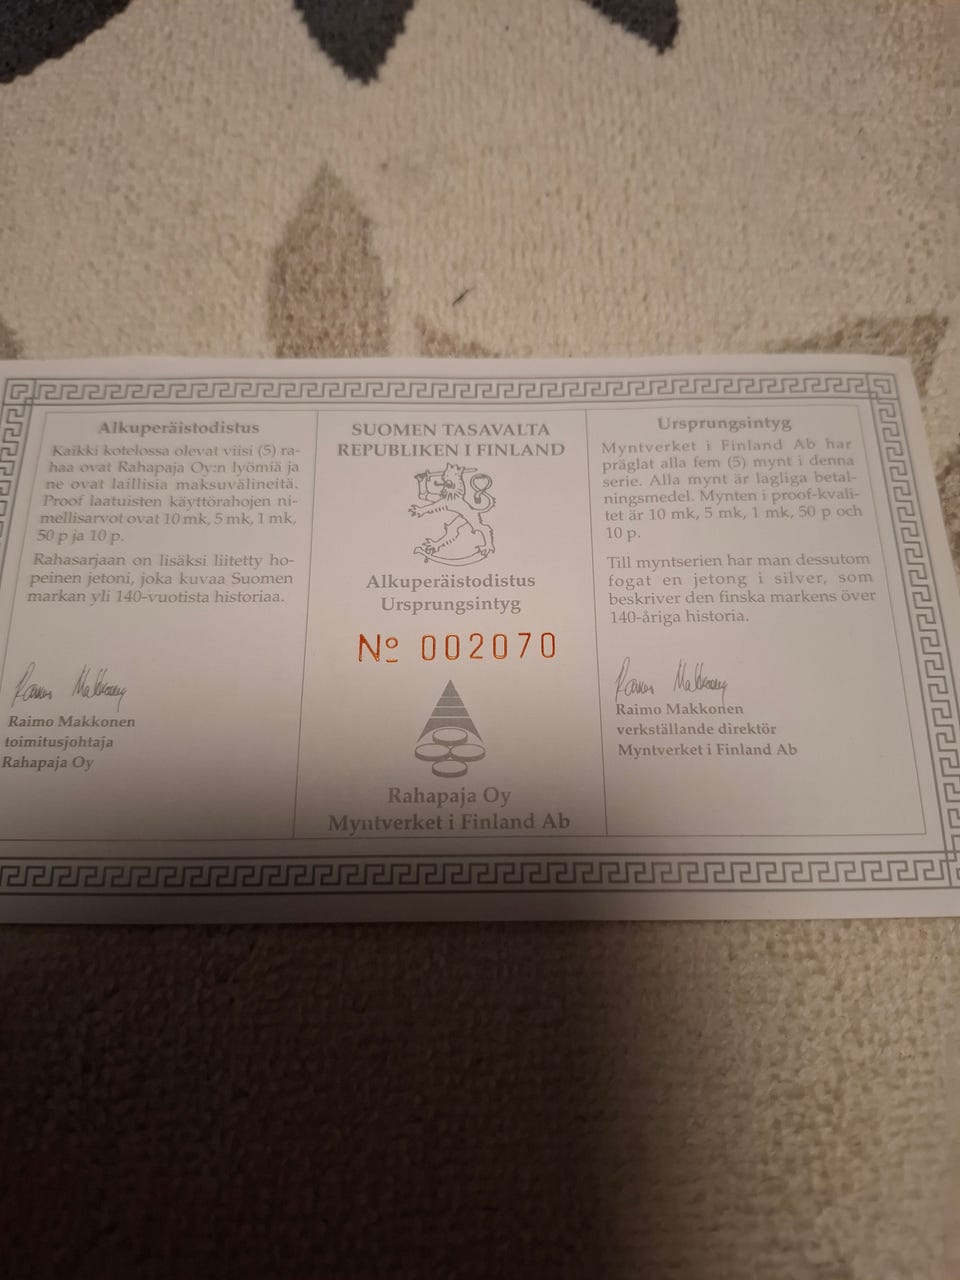 Alkuperäistodistus
Kaikki kotelossa olevat viisi (5) ra-
haa ovat Rahapaja Oy:n lyömiä ja
ne ovat laillisia maksuvälineitä.
Proof laatuisten käyttörahojen ni-
mellisarvot ovat 10 mk, 5 mk, 1 mk,
50 p ja 10 p.
Rahasarjaan on lisäksi liitetty ho-
peinen jetoni, joka kuvaa Suomen
markan yli 140-vuotista historiaa.
Raimo Makkonen
Raimo Makkonen
toimitusjohtaja
Rahapaja Oy
SUOMEN TASAVALTA
REPUBLIKEN I FINLAND
Alkuperäistodistus
Ursprungsintyg
Nº 002070
Rahapaja Oy
Myntverket i Finland Ab
Ursprungsintyg
Myntverket i Finland Ab har
präglat alla fem (5) mynt i denna
serie. Alla mynt är lagliga betal-
ningsmedel. Mynten i proof-kvali-
tet är 10 mk, 5 mk, 1 mk, 50 p och
10 p.
Till myntserien har man dessutom
fogat en jetong i silver, som
beskriver den finska markens över
140-åriga historia.
Raimo Makkonen
Raimo Makkonen
verkställande direktör
Myntverket i Finland Ab